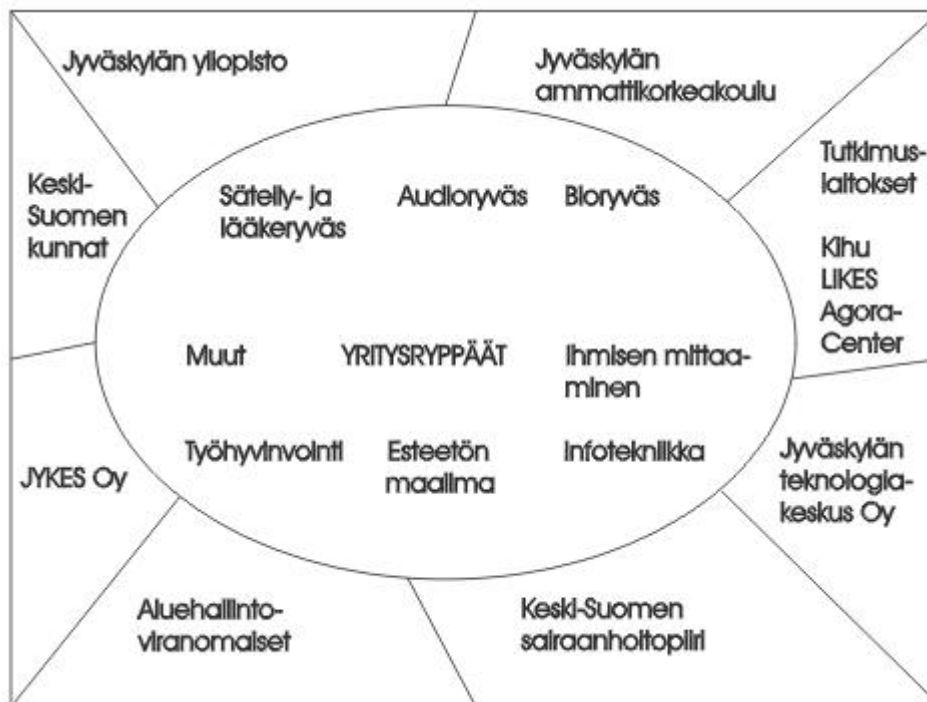 Jyväskylän yliopisto
Jyväskylän
ammattikorkeakoulu
Tutkimus-
laitokset
Kihu
LIKES
Agora-
Center
Keski-
Suomen
kunnat
Säteily- ja
lääkeryväs
Audioryväs
Bioryväs
Muut
YRITYSRYPPÄÄT
Ihmisen mittaa-
minen
Työhyvinvointi
Esteetön
maailma
Infotekniikka
JYKES Oy
Jyväskylän
teknologia-
keskus Oy
Aluehallinto-
viranomaiset
Keski-Suomen
sairaanhoitopiiri